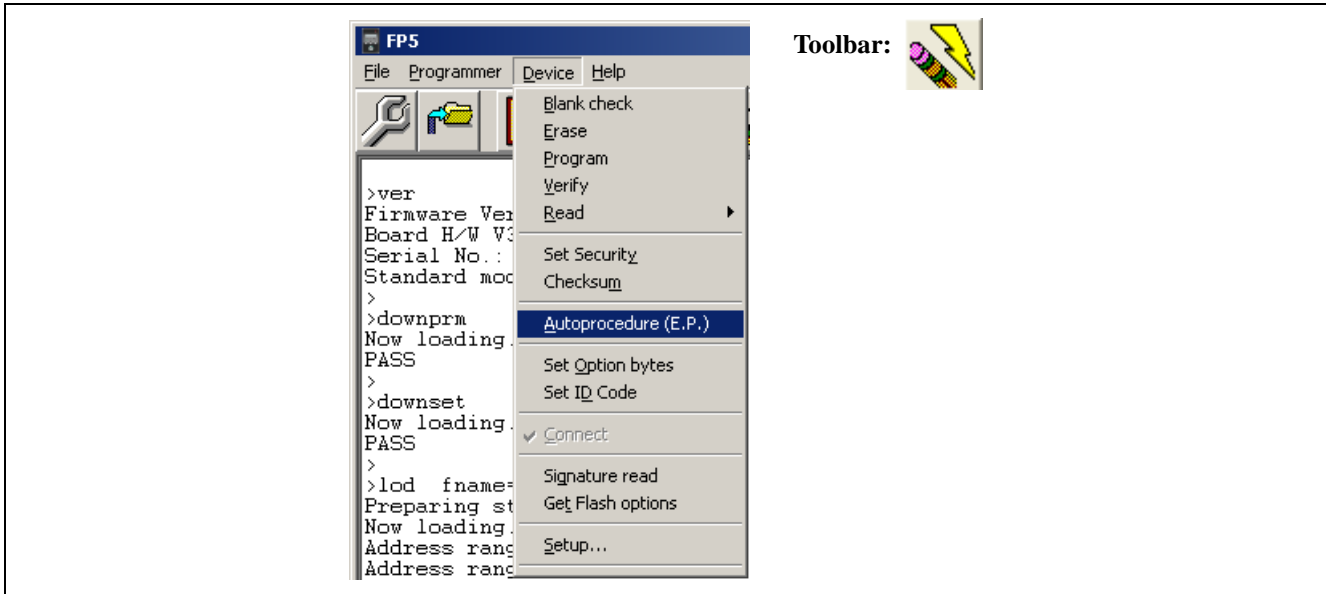 FP5
Toolbar:
File Programmer Device Help
Blank check
Erase
Program
Verify
Read
Set Security
Checksum
Autoprocedure (E.P.)
Set Option bytes
Set ID Code
Connect
Signature read
Get Flash options
Setup...
>ver
Firmware Ver
Board H/W V3
Serial No.:
Standard mod
>
>downprm
Now loading.
PASS
>
>downset
Now loading.
PASS
>
>lod fname=
Preparing st
Now loading.
Address rang
Address rang